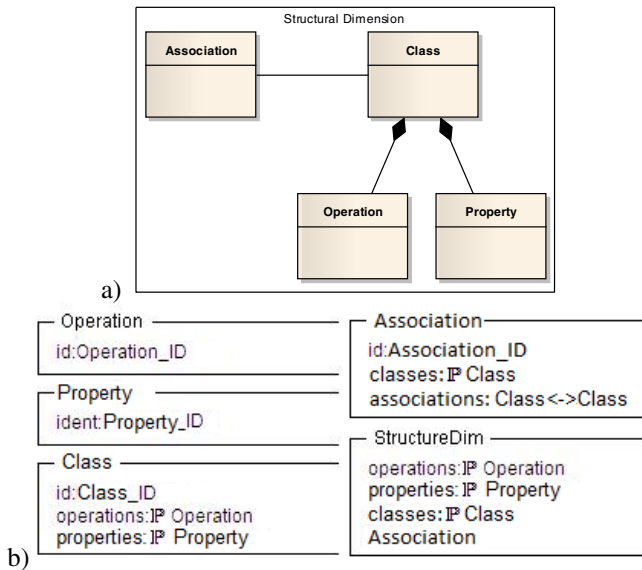 Structural Dimension
Association
Class
Operation
Property
a)
Operation
id:Operation_ID
Property
ident:Property_ID
Class
id:Class_ID
operations:ℙ Operation
properties:ℙ Property
Association
id:Association_ID
classes:ℙ Class
associations: Class<->Class
StructureDim
operations:ℙ Operation
properties:ℙ Property
classes:ℙ Class
Association
b)